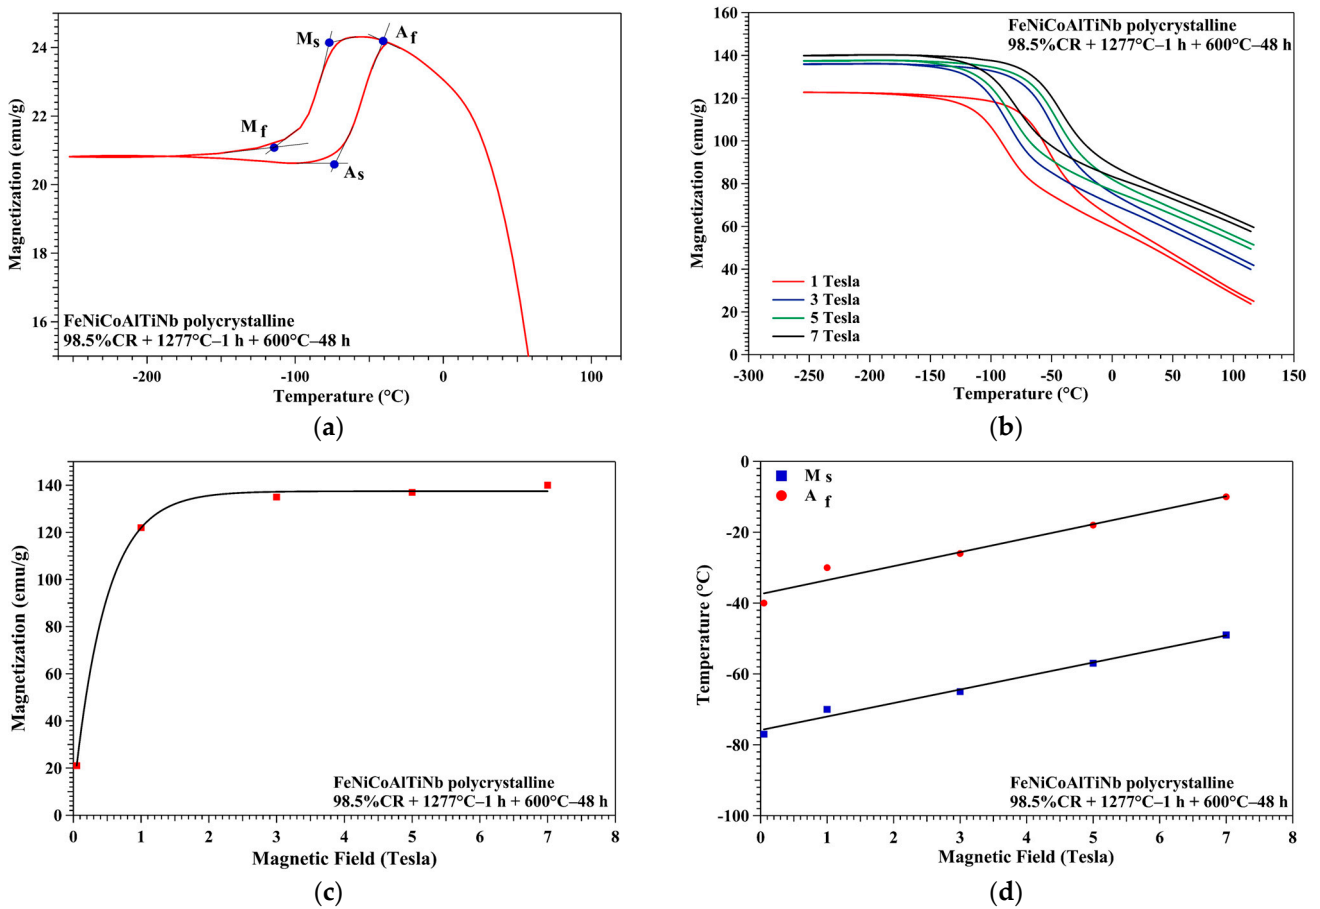 24
22
20
18
16
-200
-100
0
100
Magnetization (emu/g)
Temperature (°C)
Ms
Af
Mf
As
FeNiCoAlTiNb polycrystalline
98.5%CR + 1277°C–1 h + 600°C–48 h
(a)
160
140
120
100
80
60
40
20
0
-300
-250
-200
-150
-100
-50
0
50
100
150
Magnetization (emu/g)
Temperature (°C)
FeNiCoAlTiNb polycrystalline
98.5%CR + 1277°C–1 h + 600°C–48 h
1 Tesla
3 Tesla
5 Tesla
7 Tesla
(b)
140
120
100
80
60
40
20
0
0
1
2
3
4
5
6
7
8
Magnetization (emu/g)
Magnetic Field (Tesla)
FeNiCoAlTiNb polycrystalline
98.5%CR + 1277°C–1 h + 600°C–48 h
(c)
0
-20
-40
-60
-80
-100
0
1
2
3
4
5
6
7
8
Temperature (°C)
Magnetic Field (Tesla)
M s
A f
FeNiCoAlTiNb polycrystalline
98.5%CR + 1277°C–1 h + 600°C–48 h
(d)